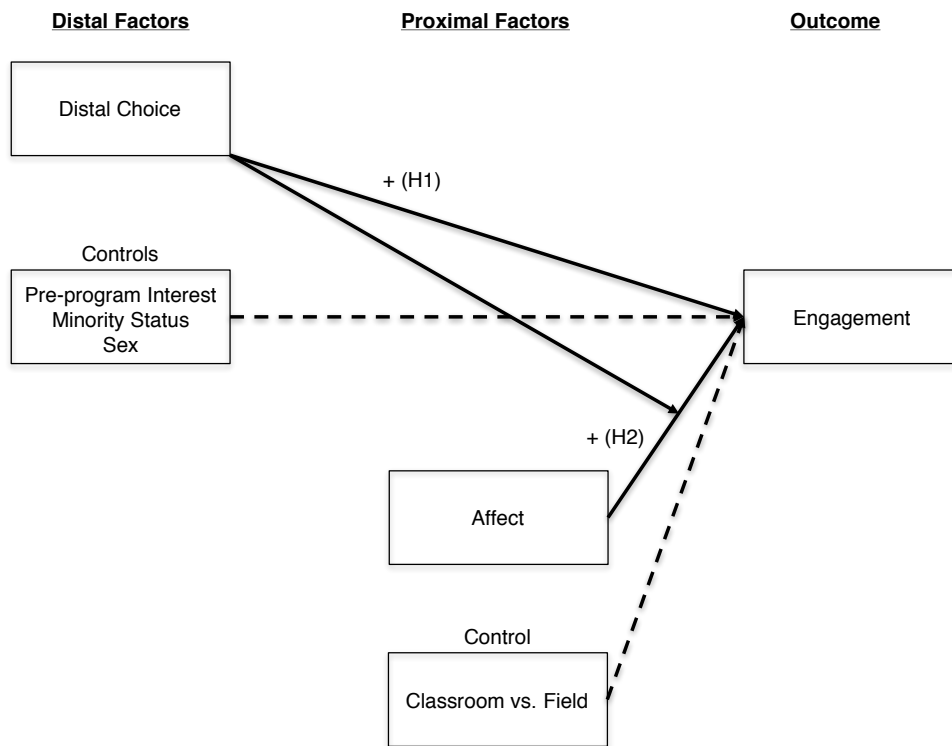 Distal Factors
Proximal Factors
Outcome
Distal Choice
+ (H1)
Controls
Pre-program Interest
Minority Status
Sex
Engagement
+ (H2)
Affect
Control
Classroom vs. Field